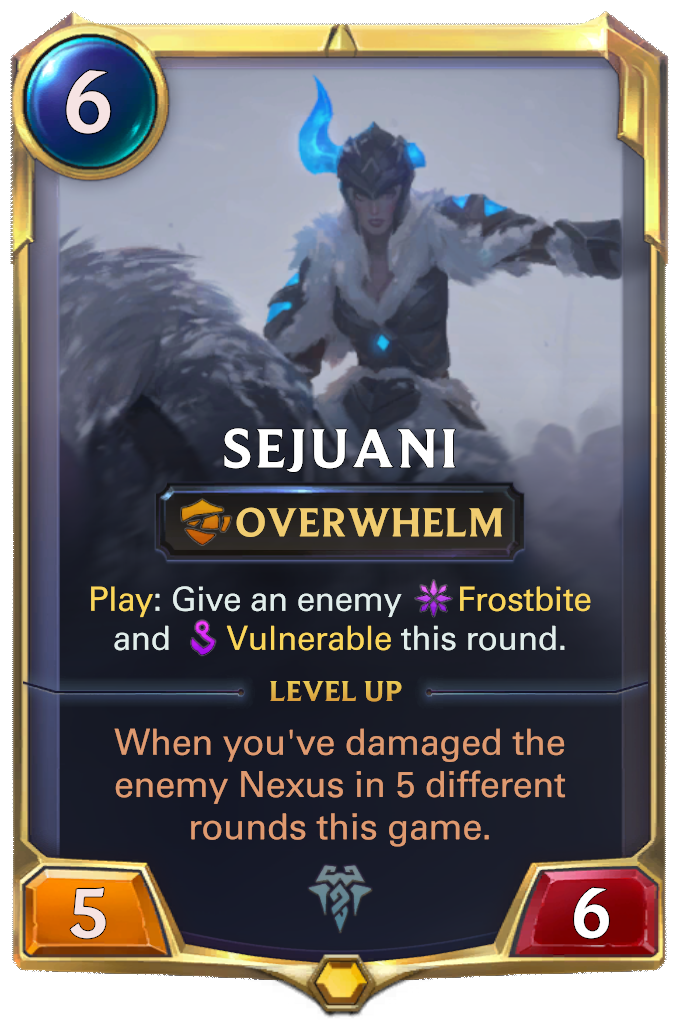 6
SEJUANI
OVERWHELM
Play: Give an enemy Frostbite
and Vulnerable this round.
LEVEL UP
When you've damaged the
enemy Nexus in 5 different
rounds this game.
5
6